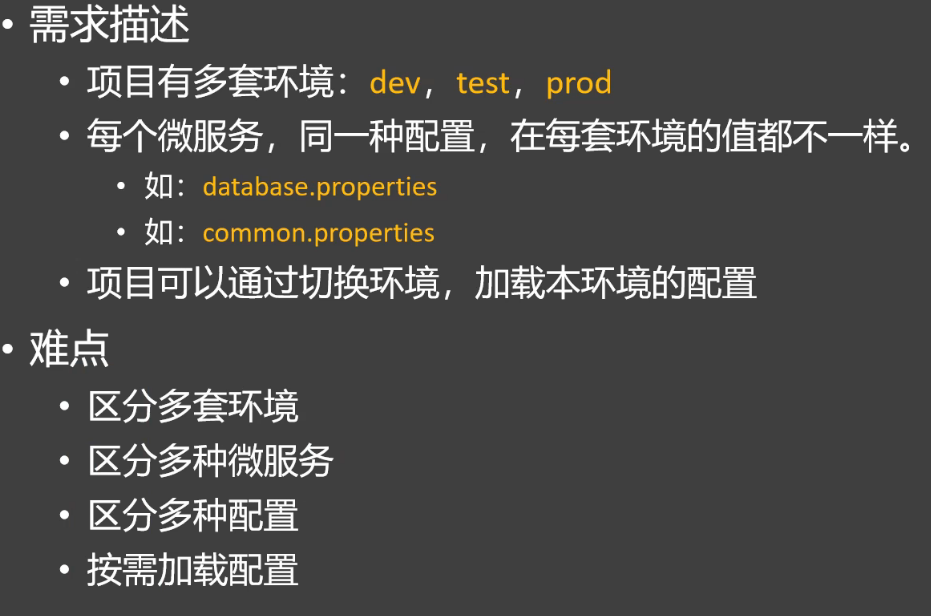 • 需求描述
• 项目有多套环境：dev，test，prod
• 每个微服务，同一种配置，在每套环境的值都不一样。
• 如：database.properties
• 如：common.properties
• 项目可以通过切换环境，加载本环境的配置
• 难点
• 区分多套环境
• 区分多种微服务
• 区分多种配置
• 按需加载配置